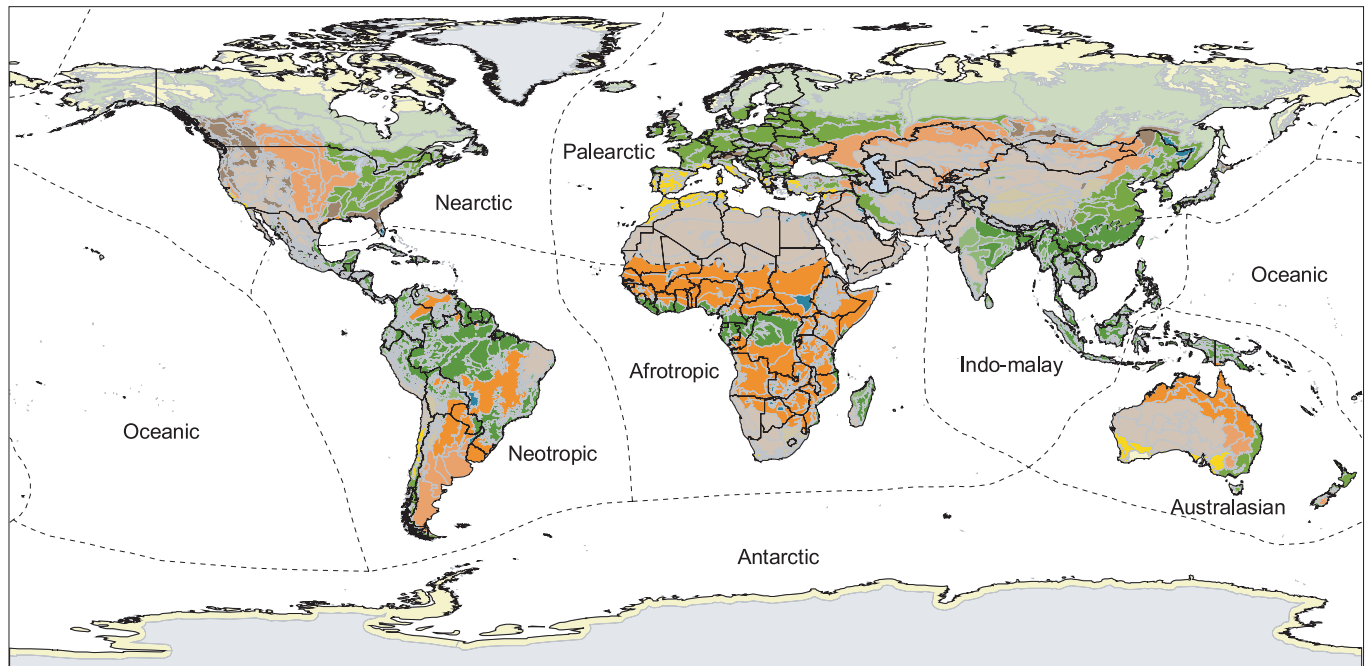 Palearctic
Nearctic
Oceanic
Afrotropic
Indo-malay
Oceanic
Neotropic
Australasian
Antarctic